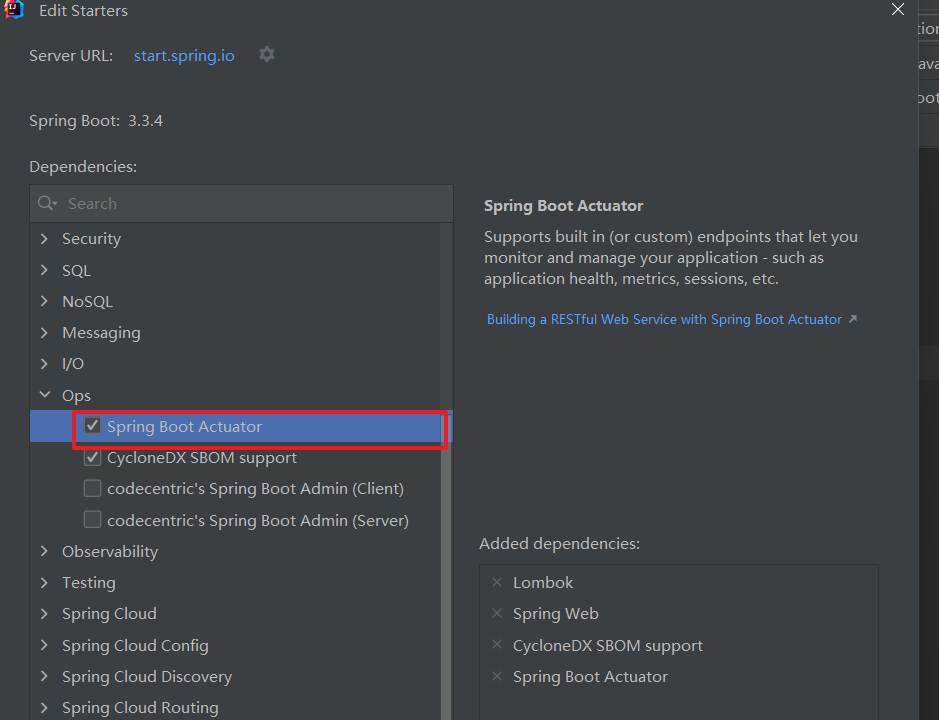 Edit Starters
Server URL: start.spring.io
Spring Boot: 3.3.4
Dependencies:
Search
Security
SQL
NoSQL
Messaging
I/O
Ops
Spring Boot Actuator
CycloneDX SBOM support
codecentric's Spring Boot Admin (Client)
codecentric's Spring Boot Admin (Server)
Observability
Testing
Spring Cloud
Spring Cloud Config
Spring Cloud Discovery
Spring Cloud Routing
Spring Boot Actuator
Supports built in (or custom) endpoints that let you
monitor and manage your application - such as
application health, metrics, sessions, etc.
Building a RESTful Web Service with Spring Boot Actuator
Added dependencies:
Lombok
Spring Web
CycloneDX SBOM support
Spring Boot Actuator